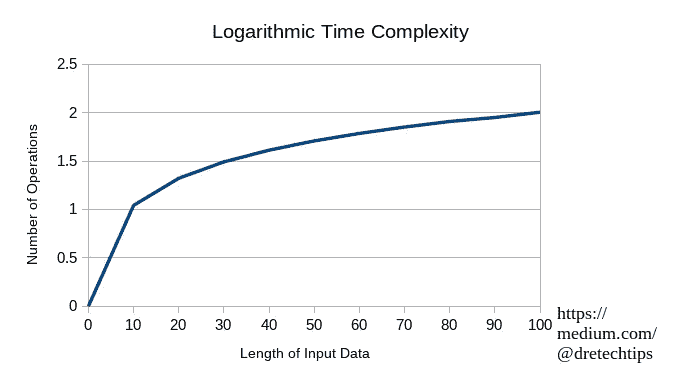 Logarithmic Time Complexity
2.5
2
1.5
1
0.5
0
Number of Operations
0 10 20 30 40 50 60 70 80 90 100
Length of Input Data
https://
medium.com/
@dretechtips